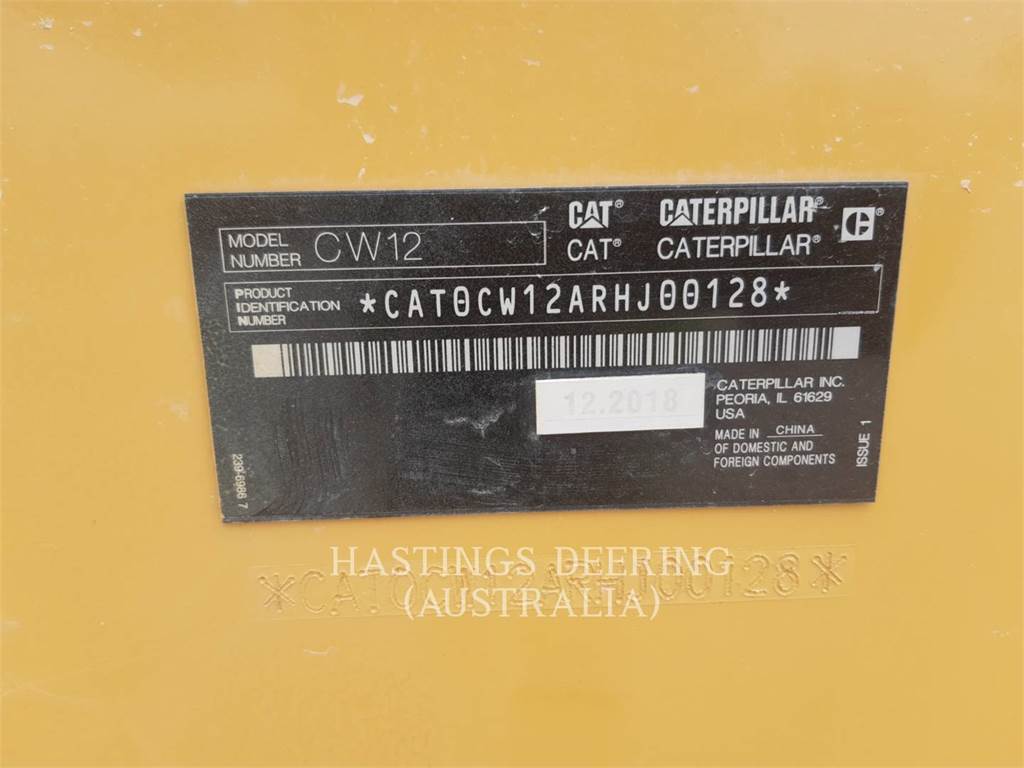 CAT® CATERPILLAR®
CAT® CATERPILLAR®
MODEL NUMBER CW12
PRODUCT IDENTIFICATION NUMBER *CAT0CW12ARHJ00128*
12.2018
CATERPILLAR INC.
PEORIA, IL 61629
USA
MADE IN CHINA
OF DOMESTIC AND
FOREIGN COMPONENTS
ISSUE 1
239-6986 7
HASTINGS DEERING
(AUSTRALIA)
*CAT0CW12ARHJ00128*